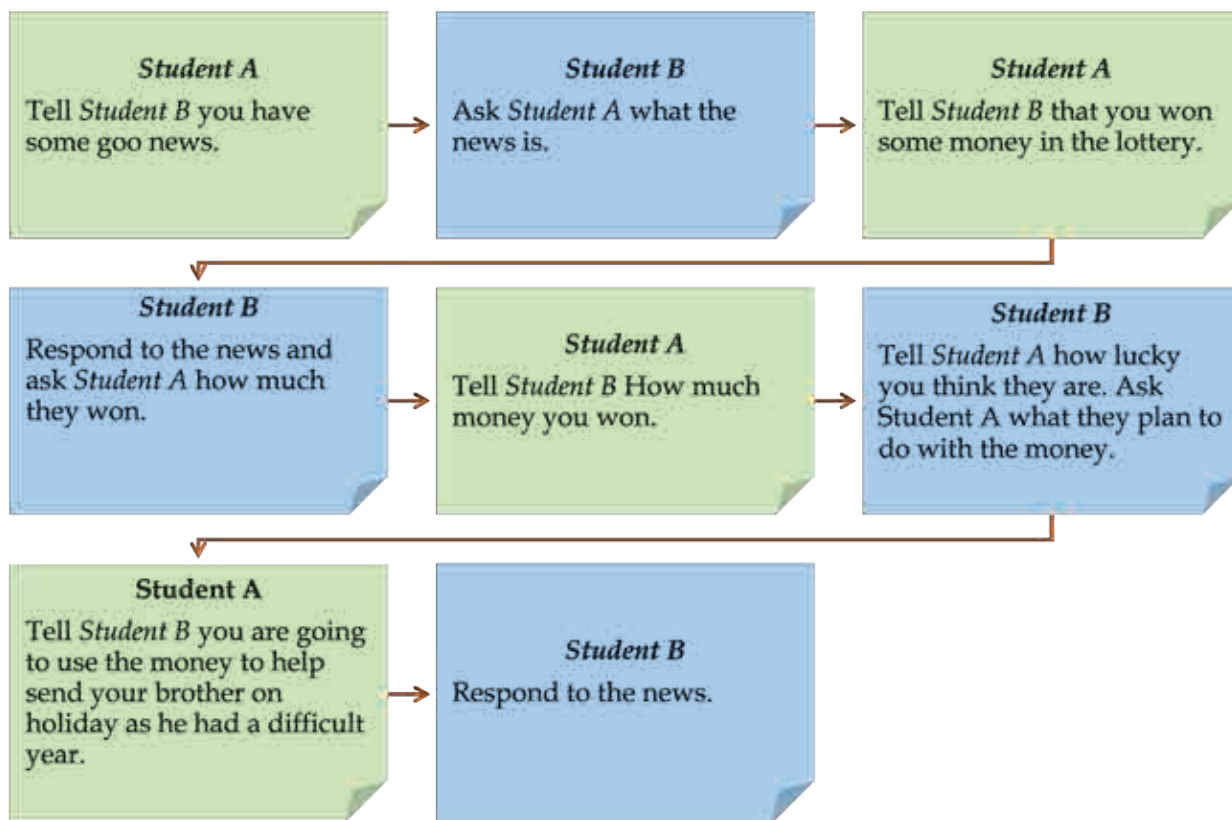 Student A
Tell Student B you have
some goo news.
Student B
Ask Student A what the
news is.
Student A
Tell Student B that you won
some money in the lottery.
Student B
Respond to the news and
ask Student A how much
they won.
Student A
Tell Student B How much
money you won.
Student B
Tell Student A how lucky
you think they are. Ask
Student A what they plan to
do with the money.
Student A
Tell Student B you are going
to use the money to help
send your brother on
holiday as he had a difficult
year.
Student B
Respond to the news.